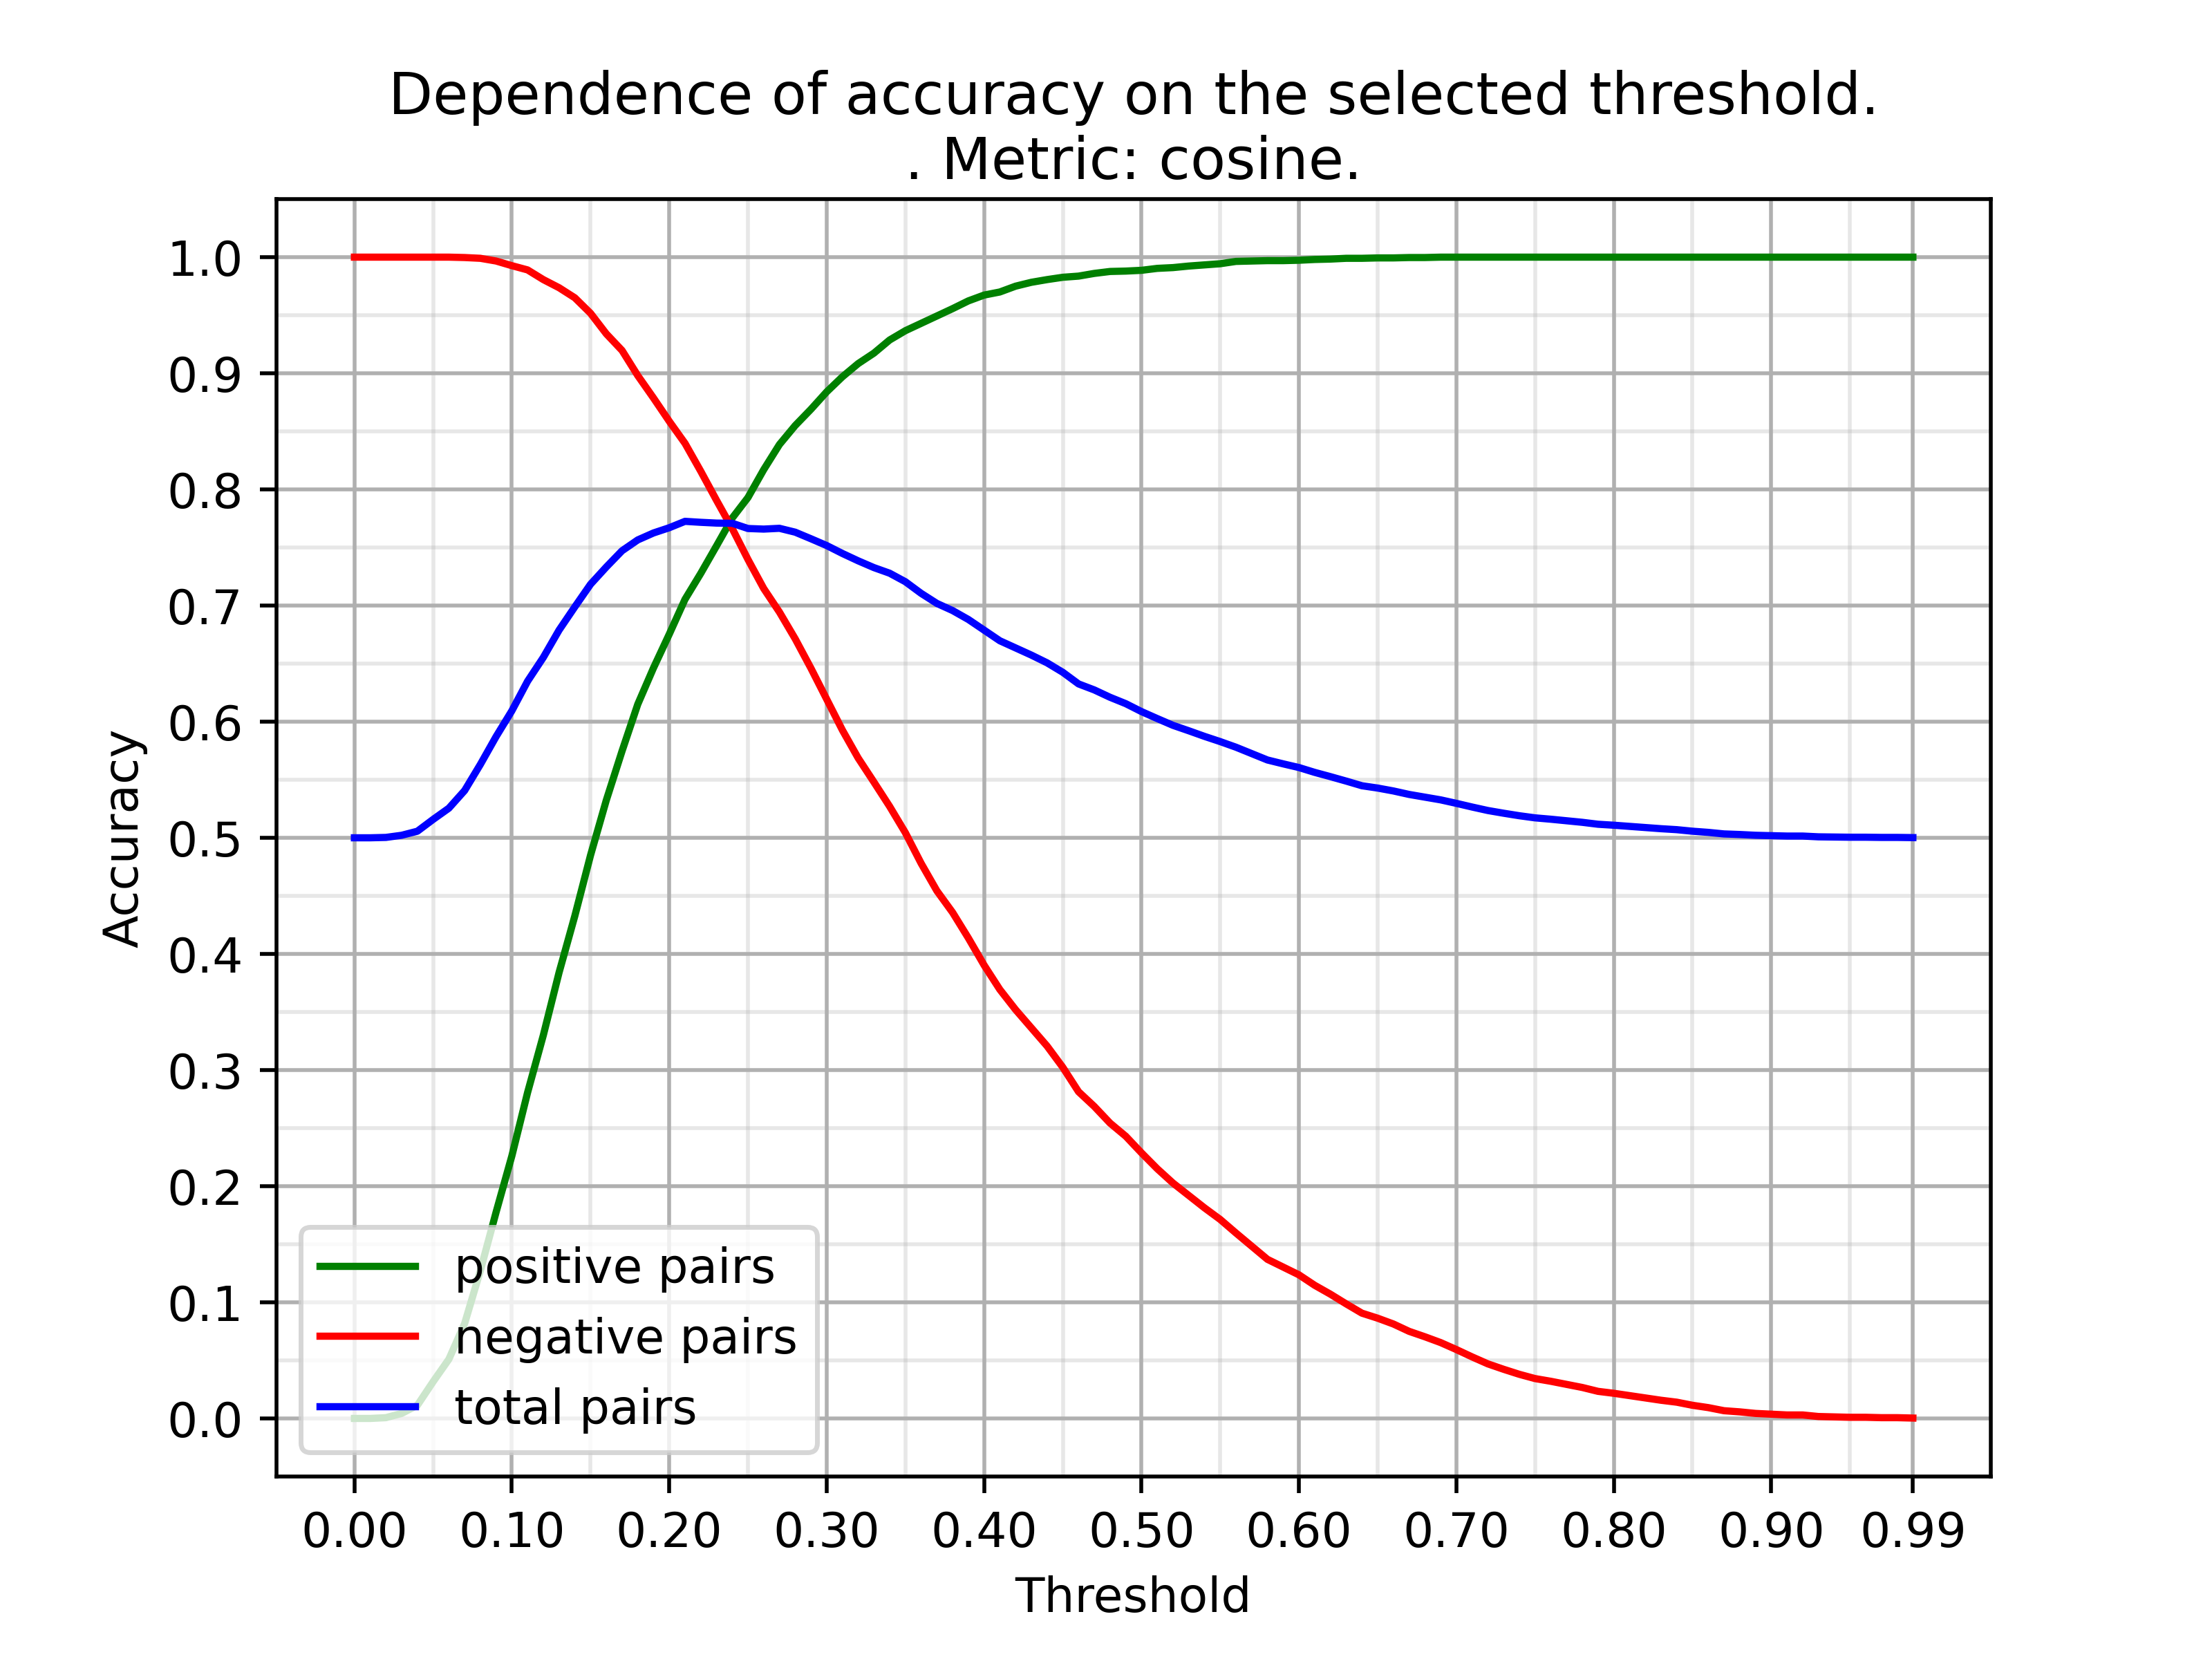 Dependence of accuracy on the selected threshold.
. Metric: cosine.
1.0
0.9
0.8
0.7
0.6
0.5
0.4
0.3
0.2
0.1
0.0
Accuracy
positive pairs
negative pairs
total pairs
0.00 0.10 0.20 0.30 0.40 0.50 0.60 0.70 0.80 0.90 0.99
Threshold